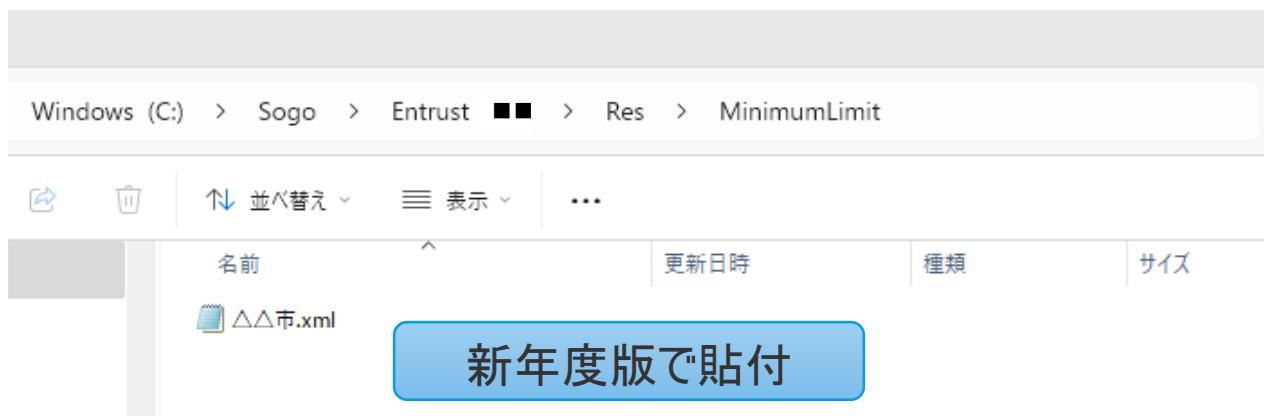 Windows (C:) > Sogo > Entrust ■■ > Res > MinimumLimit
並べ替え 表示 •••
名前 更新日時 種類 サイズ
△△市.xml
新年度版で貼付